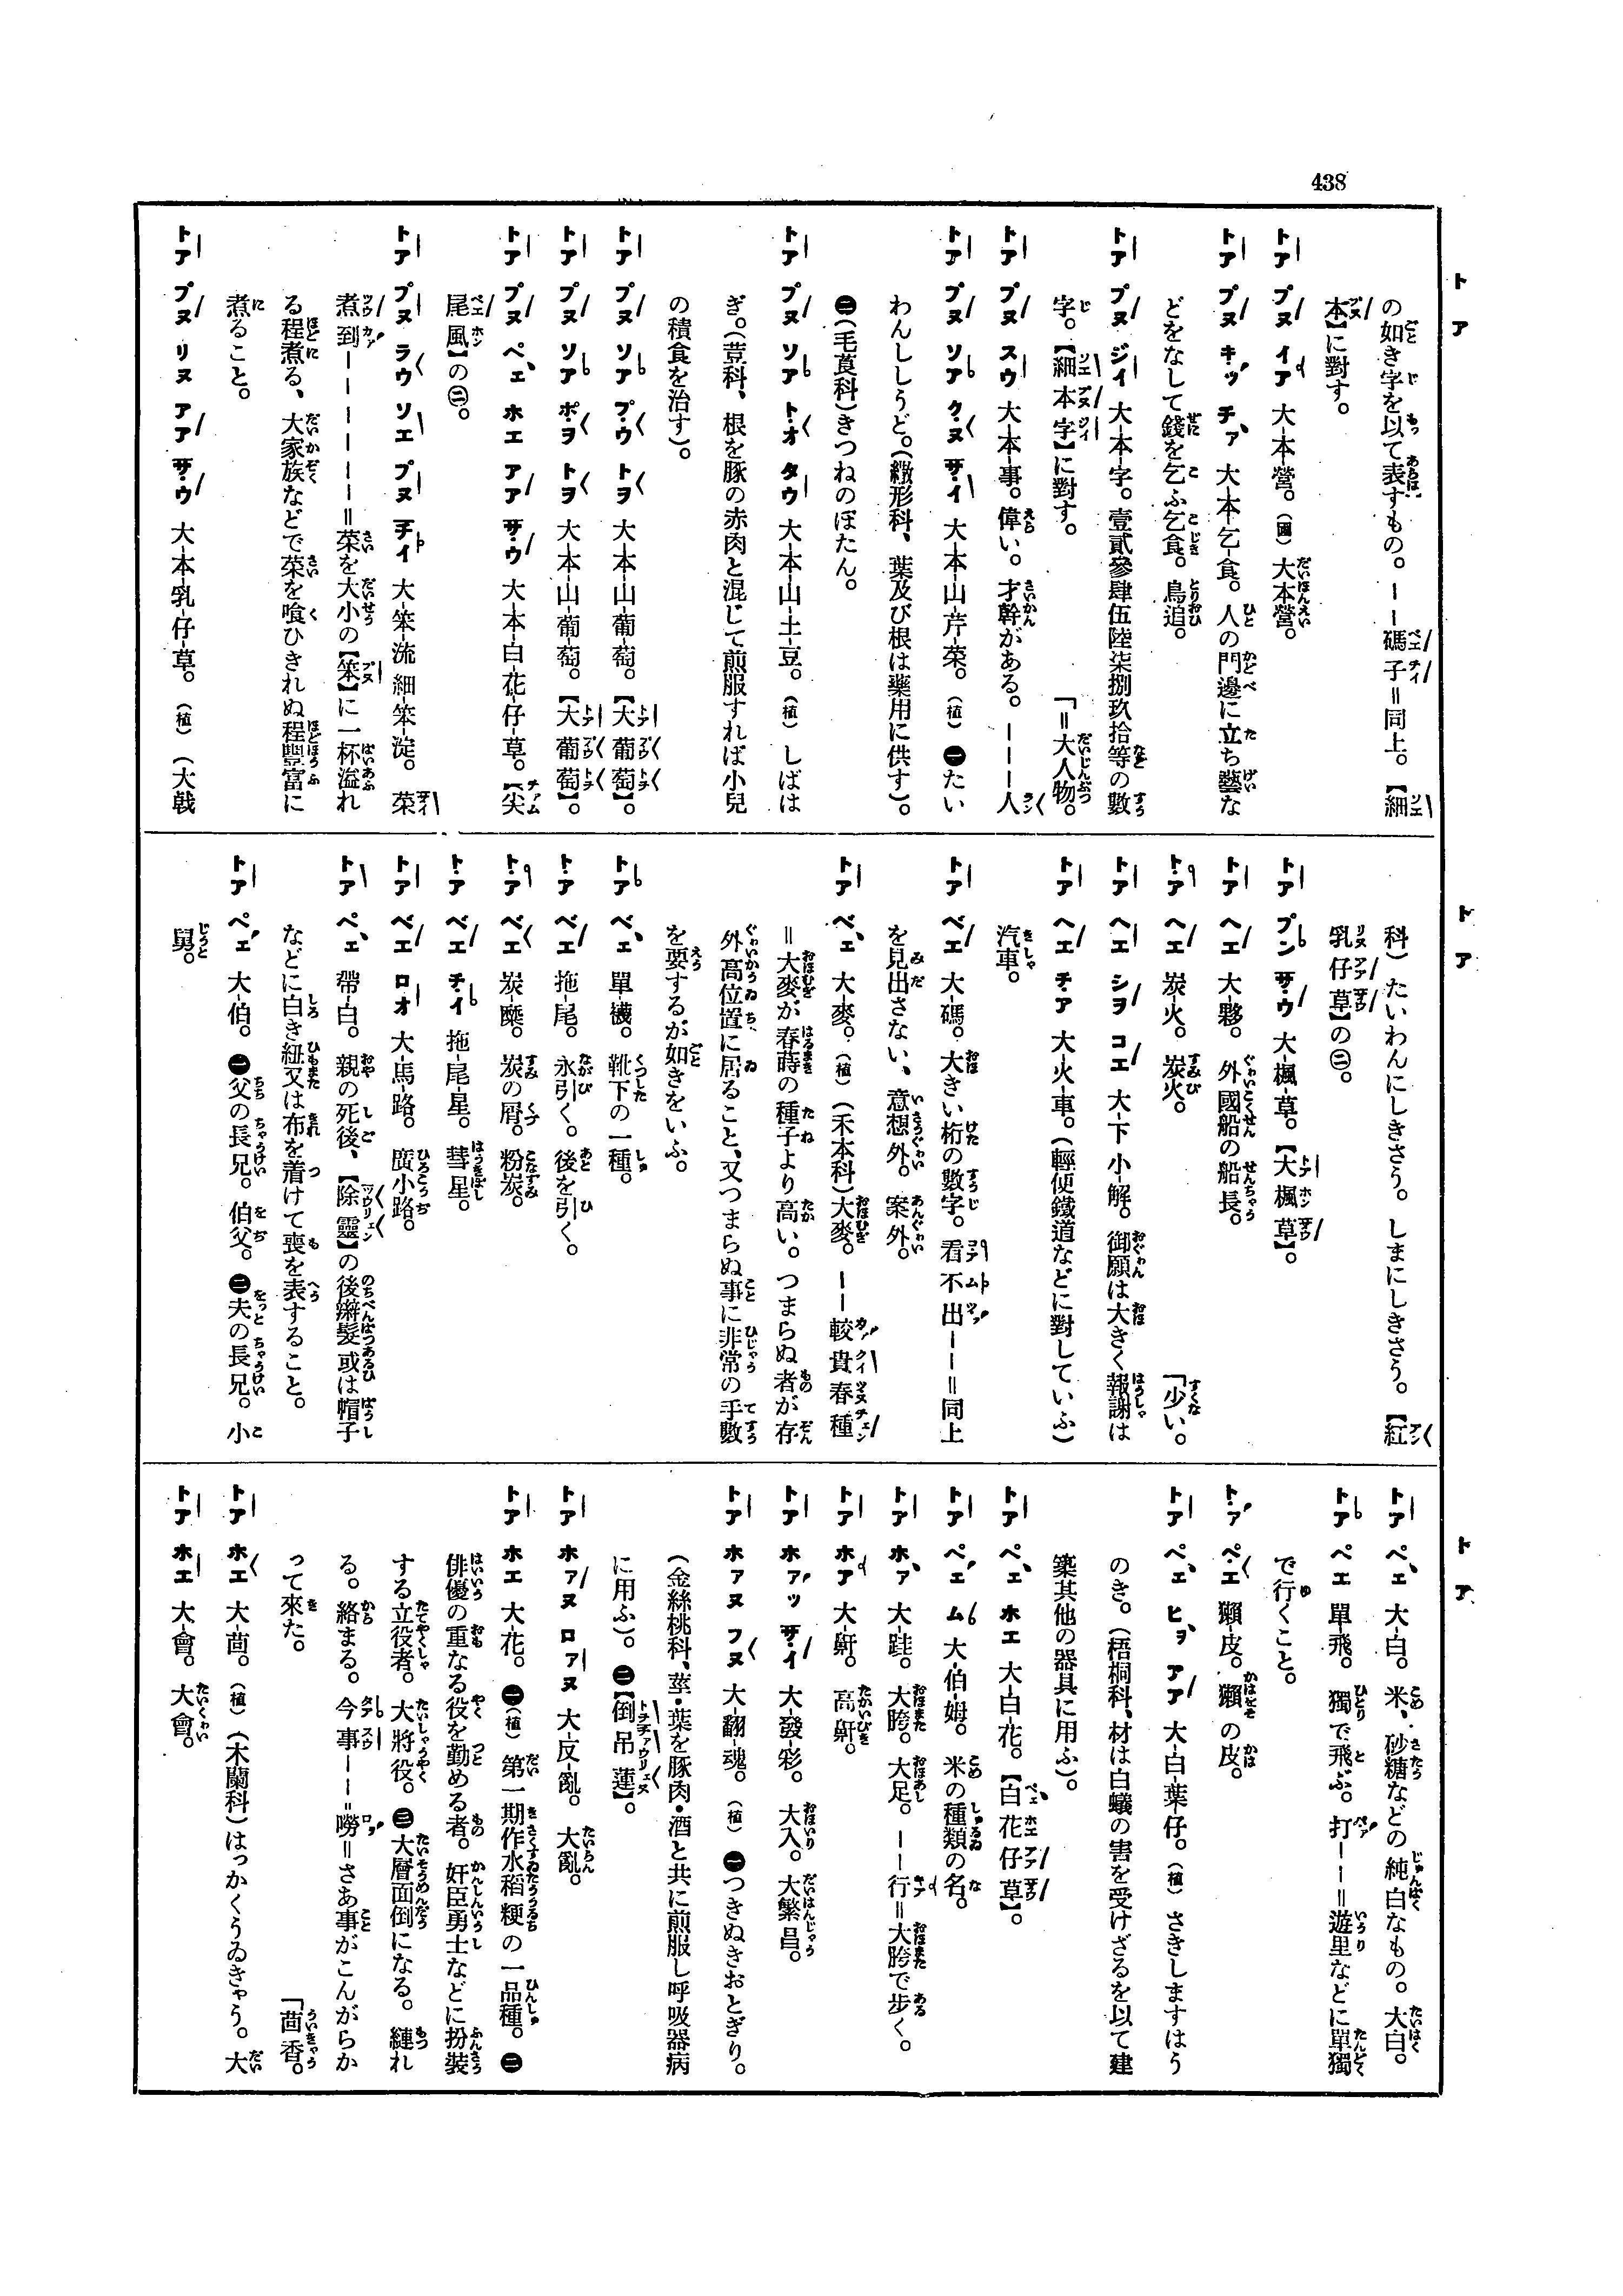 438
トア
の如き字を以て表すもの。ーー碼子＝同上。【細
本】に對す。
トア プヌ イア 大-本-營。（國）大本營。
トア プヌ キッ チァ 大-本-乞-食。人の門邊に立ち藝な
どをなして錢を乞ふ乞食。鳥追。
トア プヌ ジイ 大-本-字。壹貳參肆伍陸柒捌玖拾等の數
字。【細本字】に對す。 「＝大人物。
トア プヌ スウ 大-本-事。偉い。才幹がある。ーーー人
トア プヌ ソア クヌ サイ 大-本-山-芹-菜。（植）㊀たい
わんししうど。（繖形科、葉及び根は藥用に供す）。
㊁（毛莨科）きつねのぼたん。
トア プヌ ソア トオ タウ 大-本-山-土-豆。（植）しばは
ぎ。（荳科、根を豚の赤肉と混じて煎服すれば小兒
の積食を治す）。
トア プヌ ソア プウ トヲ 大-本-山-葡-萄。【大葡萄】。
トア プヌ ソア ポヲ トヲ 大-本-山-葡-萄。【大葡萄】。
トア プヌ ペェ ホエ アア サウ 大-本-白-花-仔-草。【尖
尾風】の㊁。
トア プヌ ラウ ソエ プヌ チイ 大-笨-流細-笨-淀。菜
煮到ーーーーーー＝菜を大小の【笨】に一杯溢れ
る程煮る、大家族などで菜を喰ひきれぬ程豐富に
煮ること。
トア プヌ リヌ アア サウ 大-本-乳-仔-草。（植）（大戟
トア
科）たいわんにしきさう。しまにしきさう。【紅
乳仔草】の㊁。
トア プン サウ 大-楓-草。【大楓草】。
トア ヘエ 大-夥。外國船の船長。
トア ヘエ 炭-火。炭火。 「少い。
トア ヘエ シヲ コエ 大-下小-解。御願は大きく報謝は
トア ヘエ チア 大-火-車。（輕便鐵道などに對していふ）
汽車。
トア ベエ 大-碼。大きい桁の數字。看不出ーー＝同上
を見出さない、意想外。案外。
トア ベェ 大-麥。（植）（禾本科）大麥。ーー較貴春種
＝大麥が春蒔の種子より高い。つまらぬ者が存
外高位置に居ること、又つまらぬ事に非常の手數
を要するが如きをいふ。
トア ベェ 單-襪。靴下の一種。
トア ベエ 拖-尾。永引く。後を引く。
トア ベエ 炭-糜。炭の屑。粉炭。
トア ベエ チイ 拖-尾-星。彗星。
トア ベエ ロオ 大-馬-路。廣小路。
トア ペェ 帶-白。親の死後、【除靈】の後辮髮或は帽子
などに白き紐又は布を着けて喪を表すること。
トア ペェ 大-伯。㊀父の長兄。伯父。㊁夫の長兄。小
舅。
トア
トア ペェ 大-白。米、砂糖などの純白なもの。大白。
トア ペエ 單-飛。獨で飛ぶ。打ーー＝遊里などに單獨
で行くこと。
トァ ペエ 獺-皮。獺の皮。
トア ペェ ヒォ アア 大-白-葉-仔。（植）さきしますはう
のき。（梧桐科、材は白蟻の害を受けざるを以て建
築其他の器具に用ふ）。
トア ペェ ホエ 大-白-花。【白花仔草】。
トア ペェ ム 大-伯-姆。米の種類の名。
トア ホァ 大-跬。大胯。大足。ーー行＝大胯で步く。
トア ホア 大-鼾。高鼾。
トア ホァッ サイ 大-發-彩。大入。大繁昌。
トア ホアヌ フヌ 大-翻-魂。（植）㊀つきぬきおとぎり。
（金絲桃科、莖・葉を豚肉・酒と共に煎服し呼吸器病
に用ふ）。㊁【倒吊蓮】。
トア ホァヌ ロァヌ 大-反-亂。大亂。
トア ホエ 大-花。㊀（植）第一期作水稻粳の一品種。㊁
俳優の重なる役を勤める者。奸臣勇士などに扮裝
する立役者。大將役。㊂大層面倒になる。縺れ
る。絡まる。今事ーー＝嘮＝さあ事がこんがらか
って來た。 「茴香。
トア ホエ 大-茴。（植）（木蘭科）はっかくうゐきゃう。大
トア ホエ 大-會。大會。